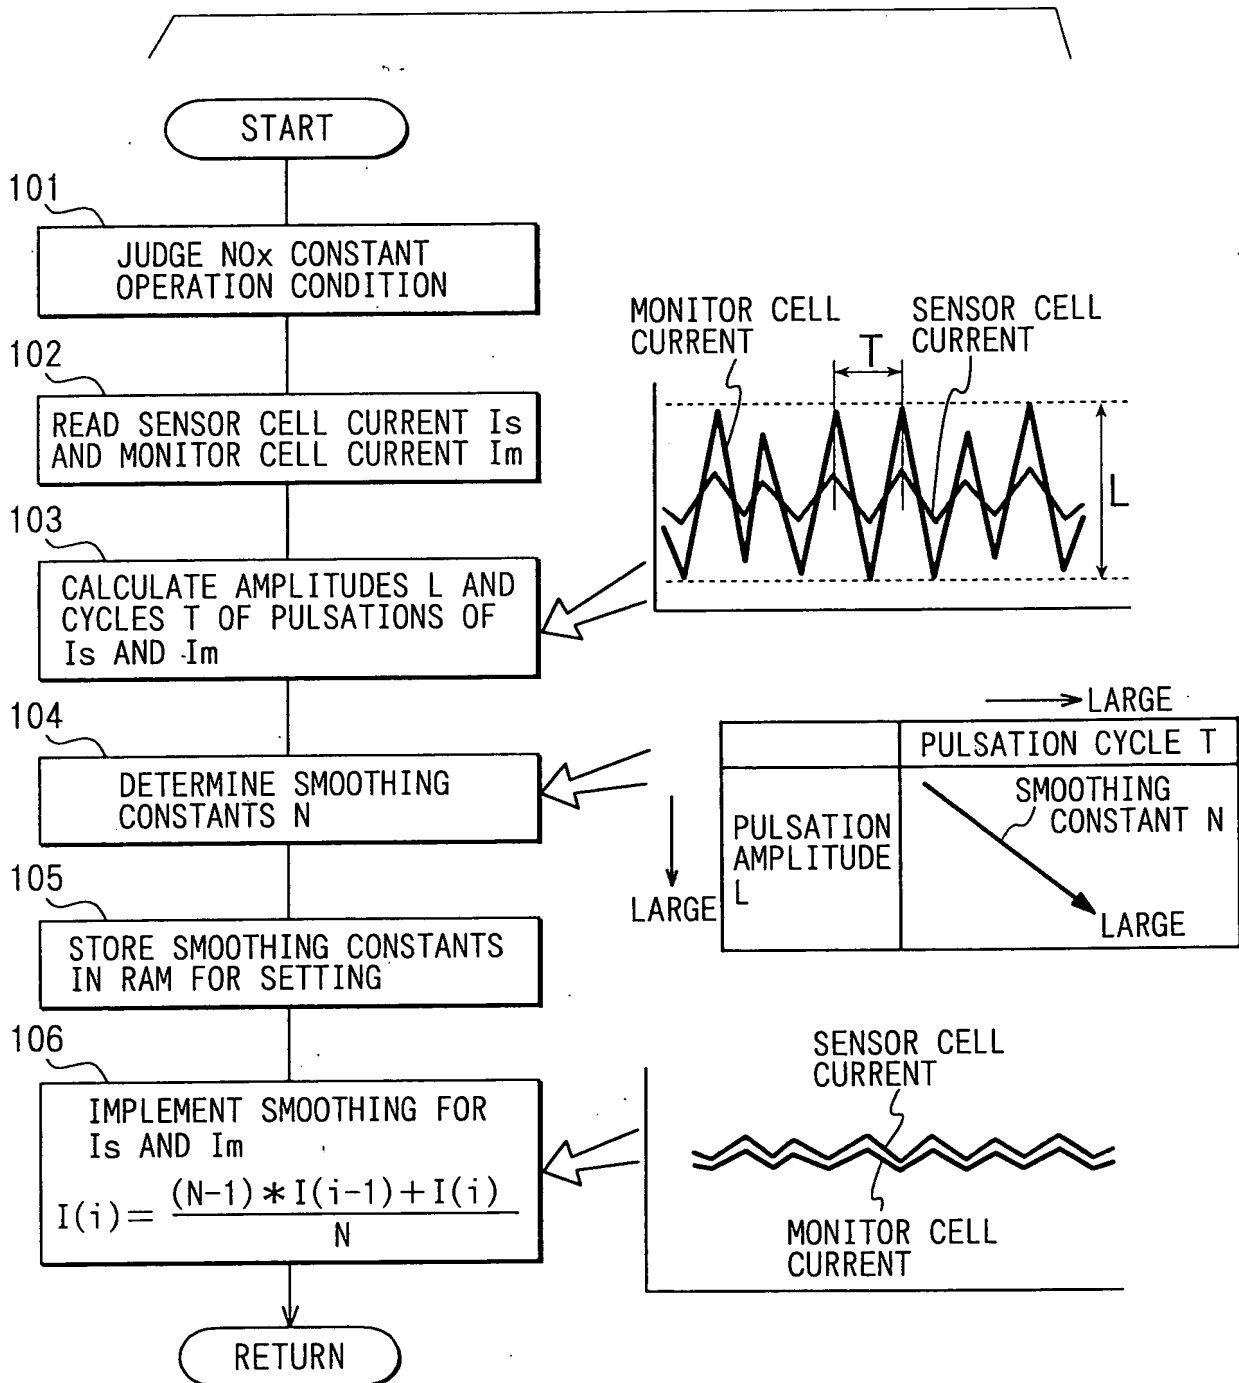 START
101
JUDGE NOx CONSTANT
OPERATION CONDITION
102
READ SENSOR CELL CURRENT Is
AND MONITOR CELL CURRENT Im
103
CALCULATE AMPLITUDES L AND
CYCLES T OF PULSATIONS OF
Is AND Im
MONITOR CELL
CURRENT
T
SENSOR CELL
CURRENT
L
104
DETERMINE SMOOTHING
CONSTANTS N
LARGE
PULSATION CYCLE T
PULSATION
AMPLITUDE
L
LARGE
SMOOTHING
CONSTANT N
LARGE
105
STORE SMOOTHING CONSTANTS
IN RAM FOR SETTING
106
IMPLEMENT SMOOTHING FOR
Is AND Im
I(i)= (N-1)*I(i-1)+I(i)
N
SENSOR CELL
CURRENT
MONITOR CELL
CURRENT
RETURN